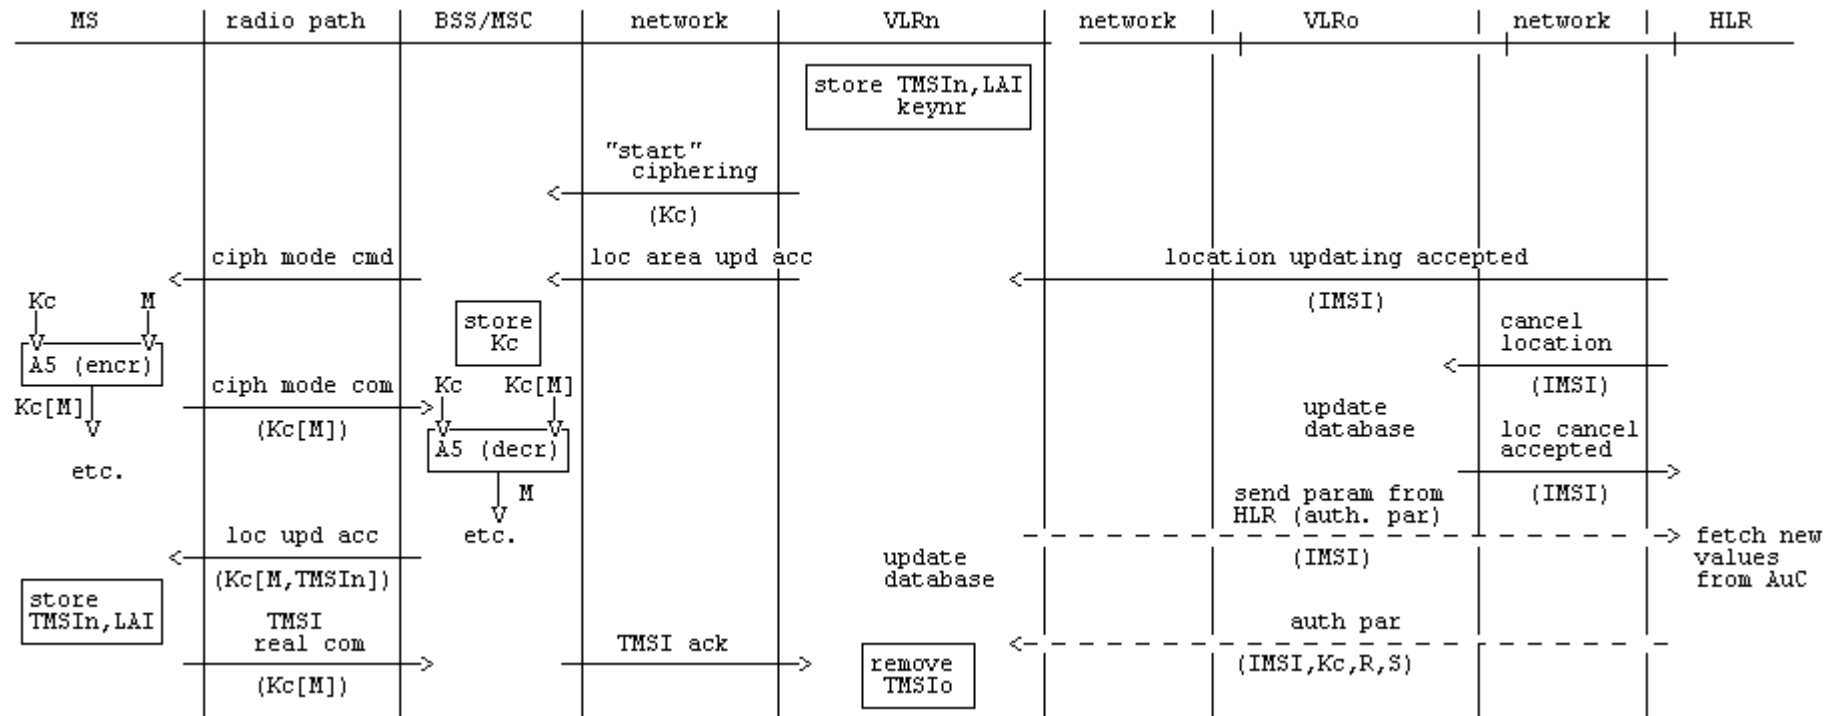 MS radio path BSS/MSC network VLRn network VLRo network HLR
store TMSIn,LAI
keynr
"start"
ciphering
(Kc)
ciph mode cmd loc area upd acc location updating accepted
Kc M (IMSI)
store cancel
Kc location
A5 (encr)
ciph mode com Kc Kc[M] (IMSI)
Kc[M] update
(Kc[M]) database loc cancel
A5 (decr) accepted
etc.
M send param from (IMSI)
HLR (auth. par)
loc upd acc etc. fetch new
update (IMSI) values
(Kc[M,TMSIn]) database from AuC
store
TMSIn,LAI TMSI auth par
real com TMSI ack
remove (IMSI,Kc,R,S)
(Kc[M]) TMSIo